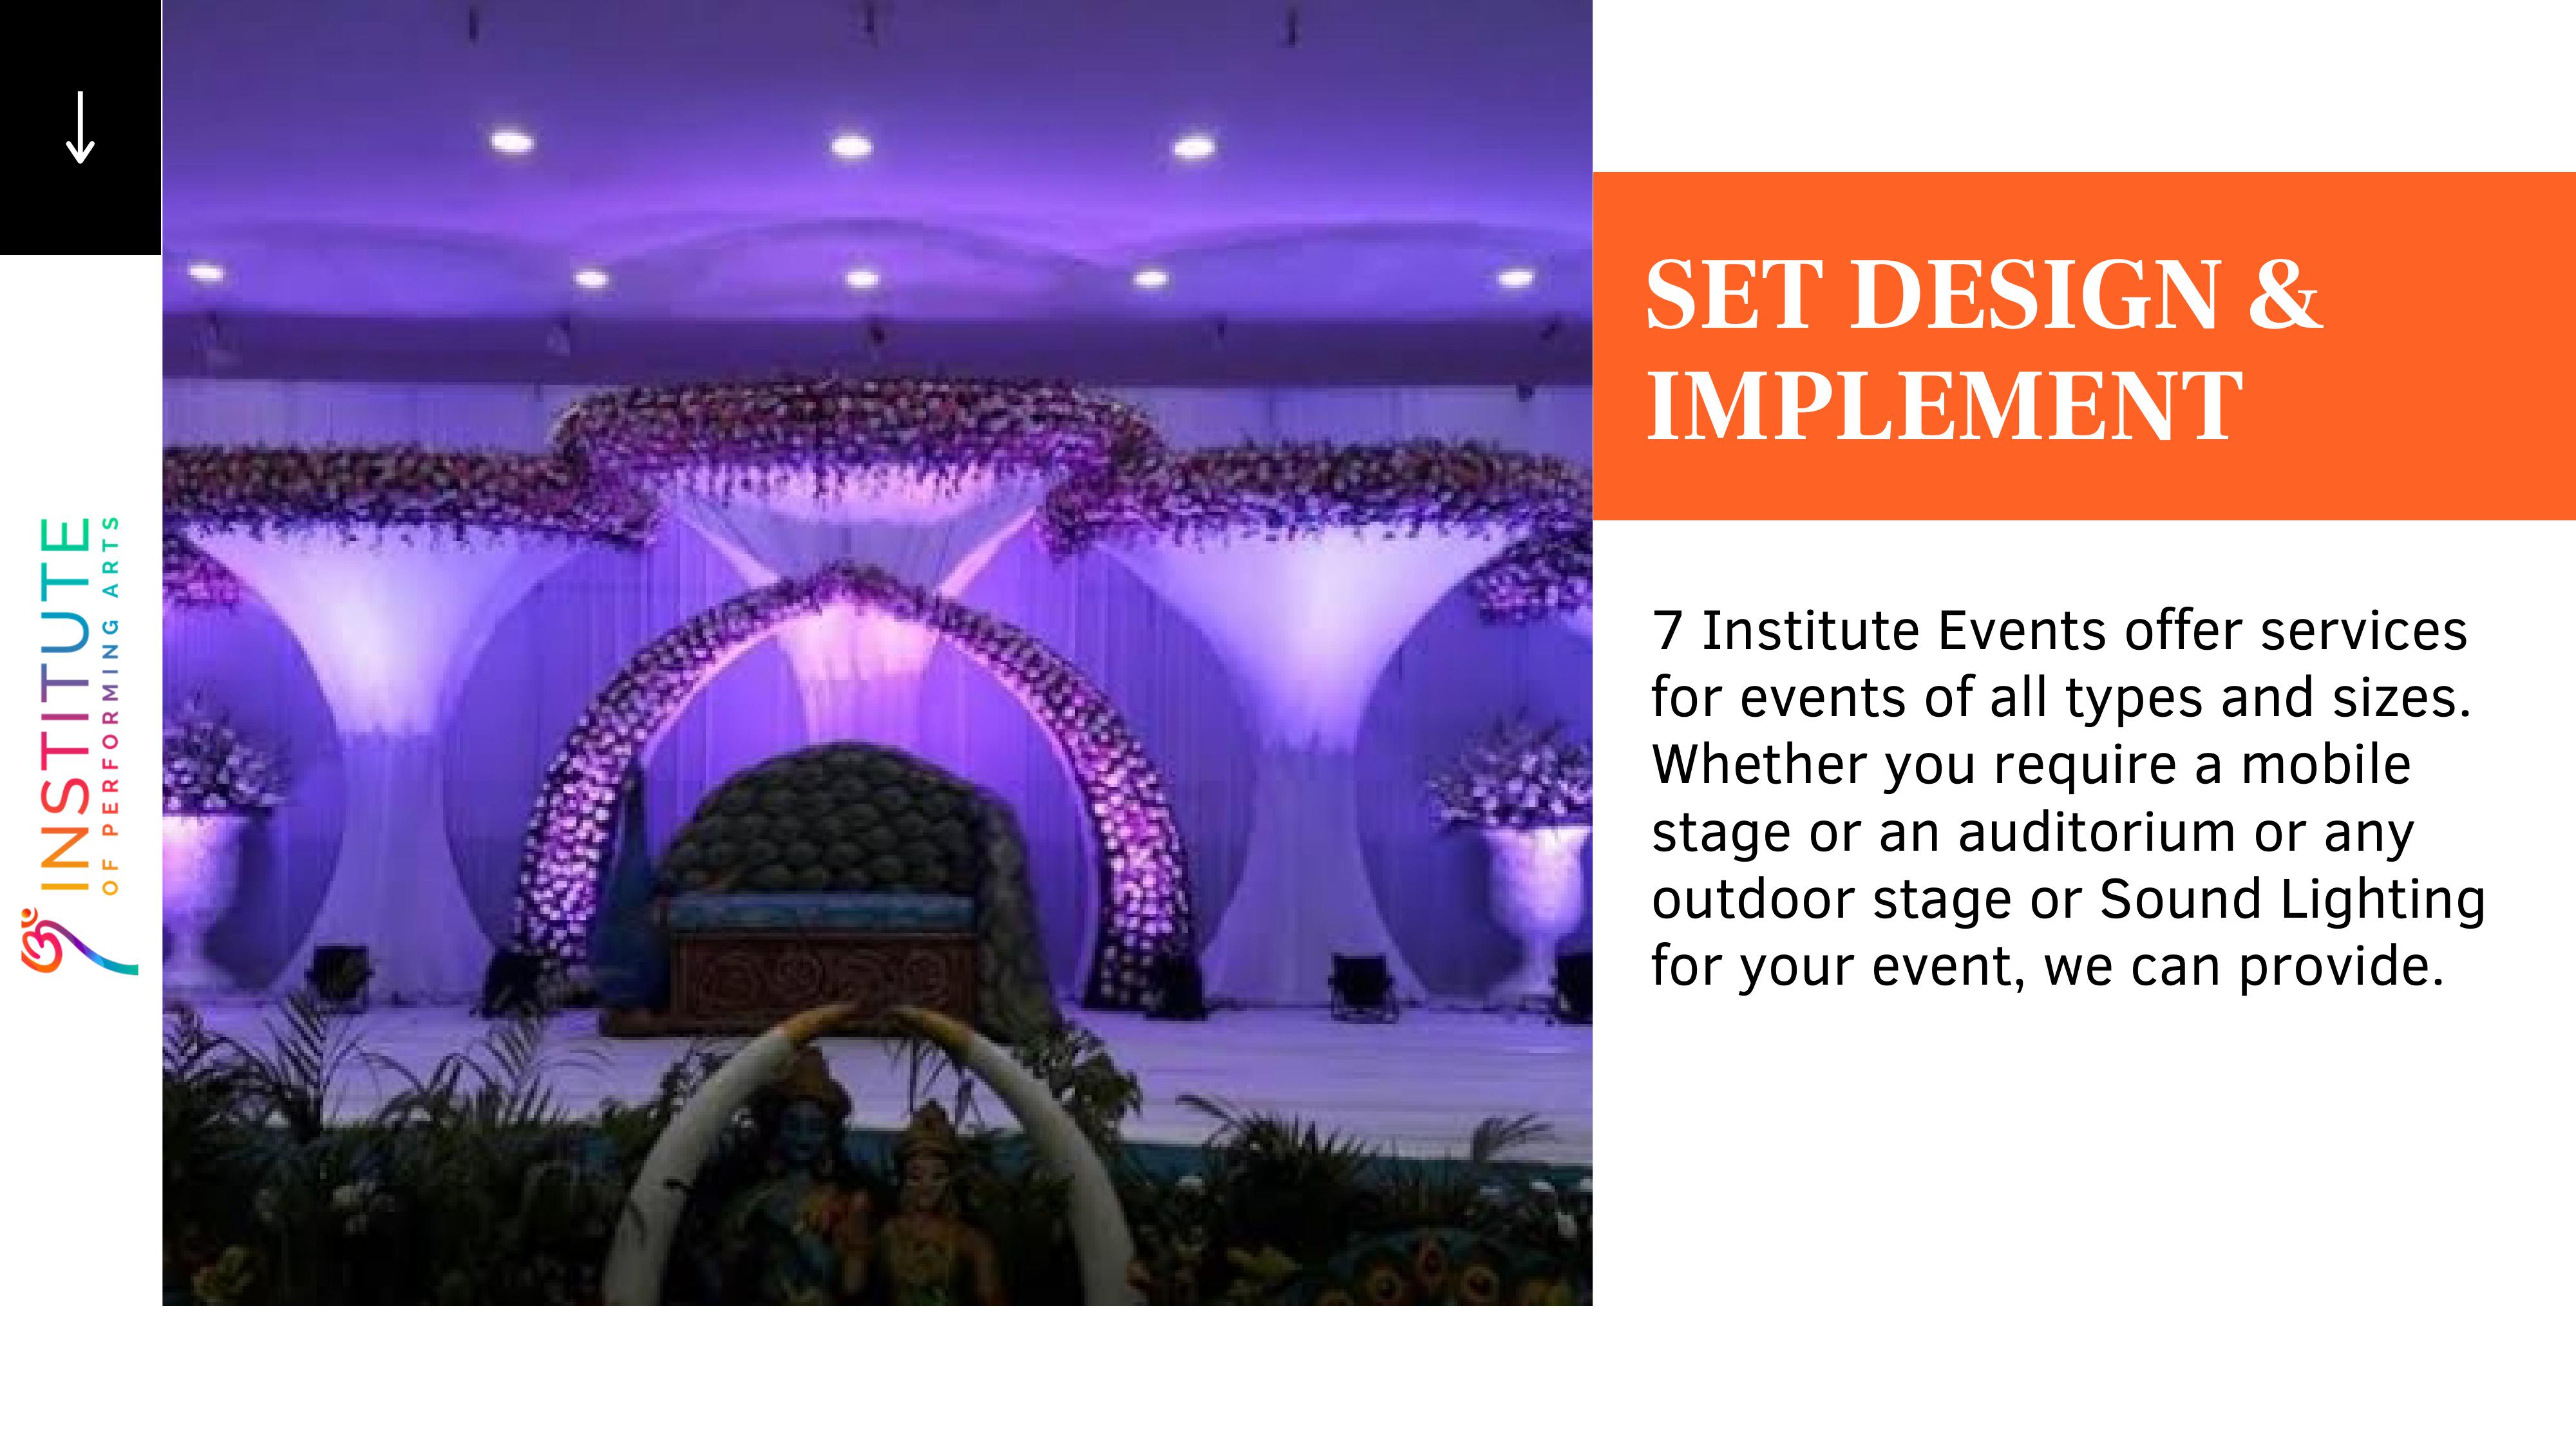 7 INSTITUTE
OF PERFORMING ARTS
SET DESIGN &
IMPLEMENT
7 Institute Events offer services
for events of all types and sizes.
Whether you require a mobile
stage or an auditorium or any
outdoor stage or Sound Lighting
for your event, we can provide.